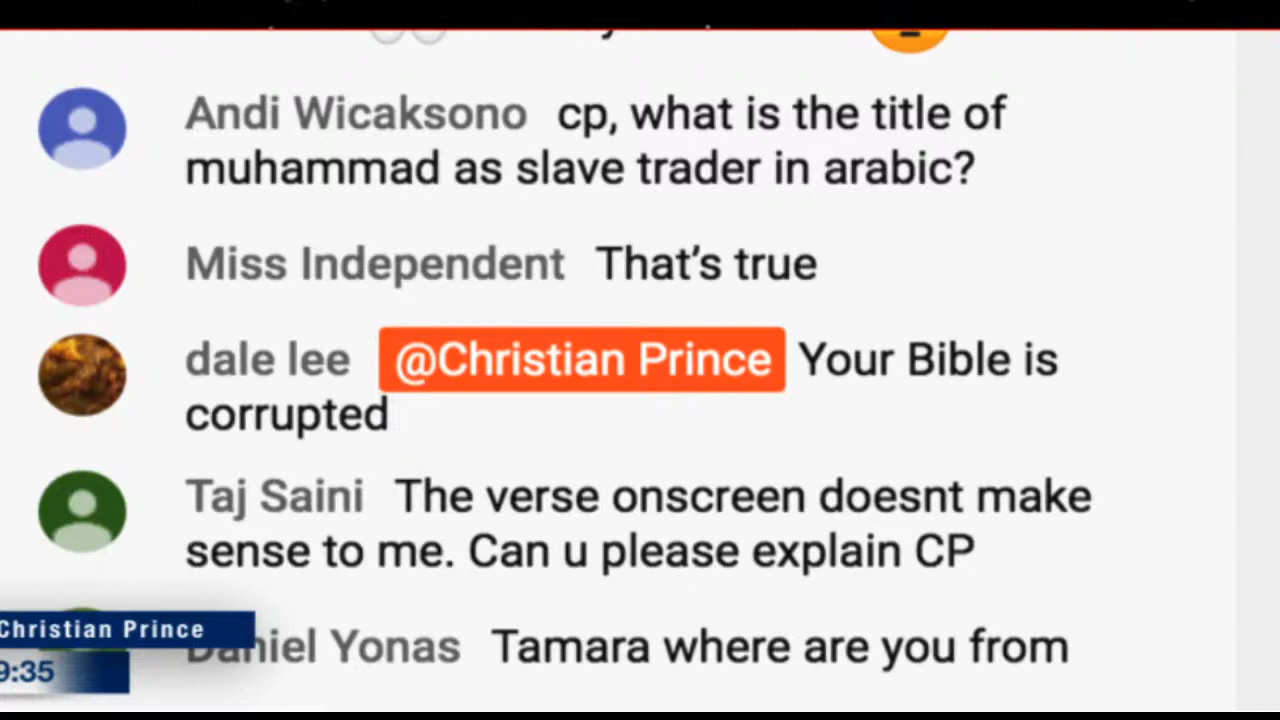 Andi Wicaksono cp, what is the title of
muhammad as slave trader in arabic?
Miss Independent That's true
dale lee @Christian Prince Your Bible is
corrupted
Taj Saini The verse onscreen doesnt make
sense to me. Can u please explain CP
Christian Prince
Daniel Yonas Tamara where are you from
9:35